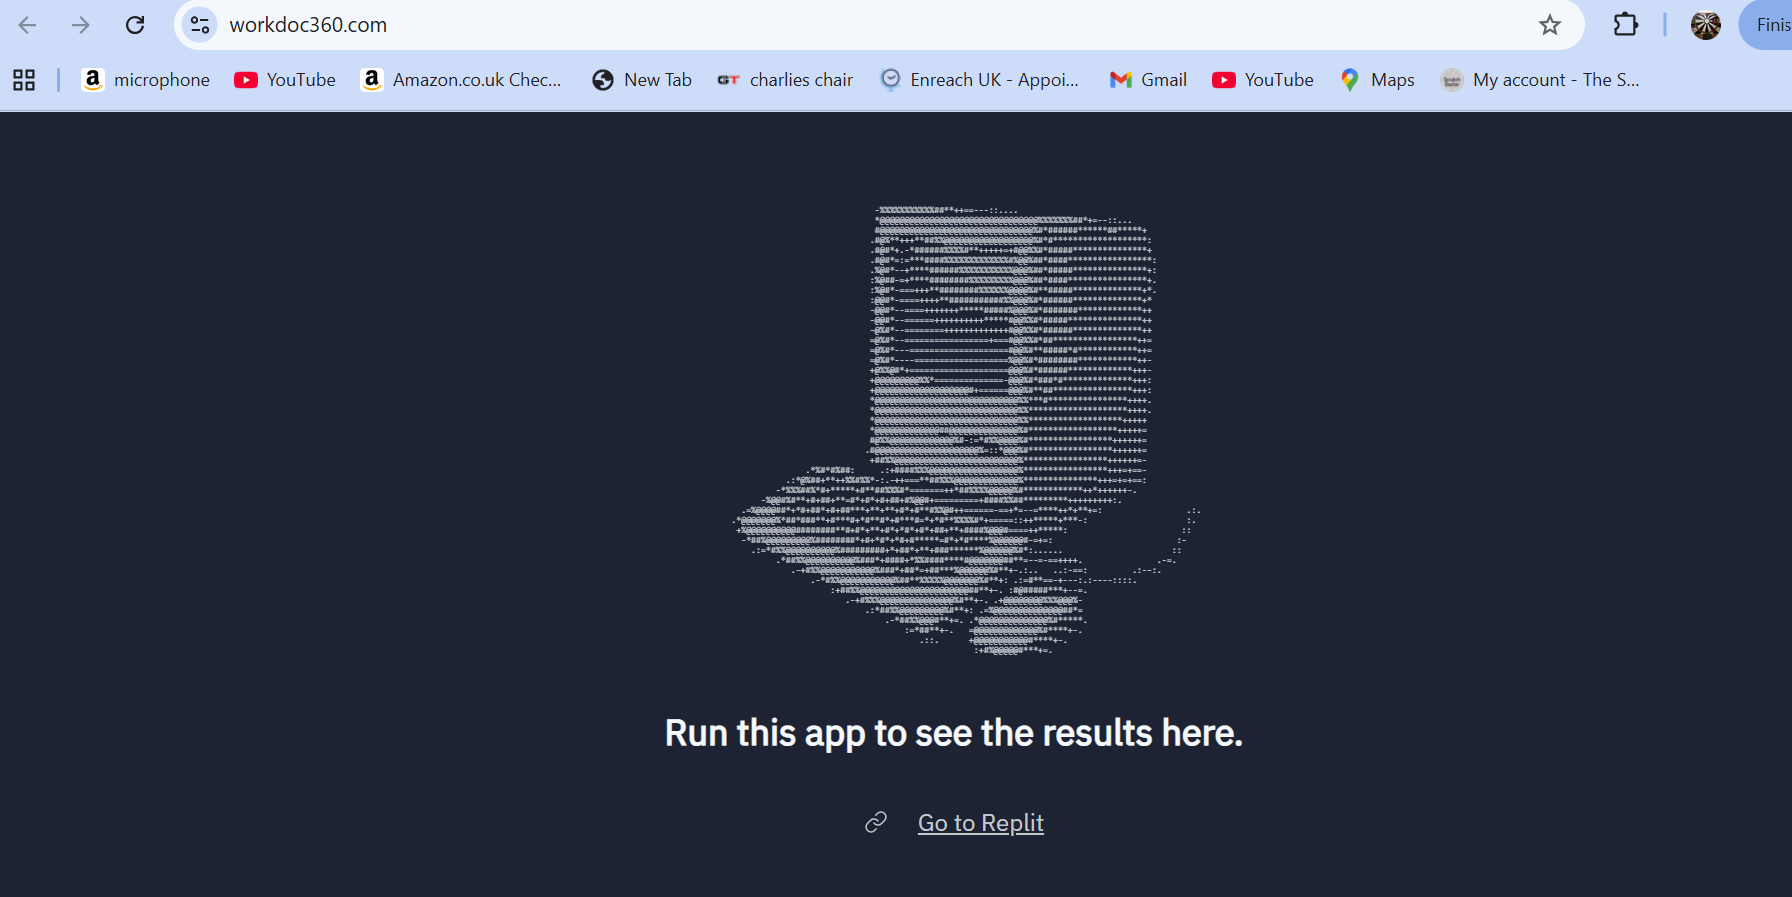 workdoc360.com
Finis
microphone
YouTube
Amazon.co.uk Chec...
New Tab
GT charlies chair
Enreach UK - Appoi...
Gmail
YouTube
Maps
My account - The S...
Run this app to see the results here.
Go to Replit